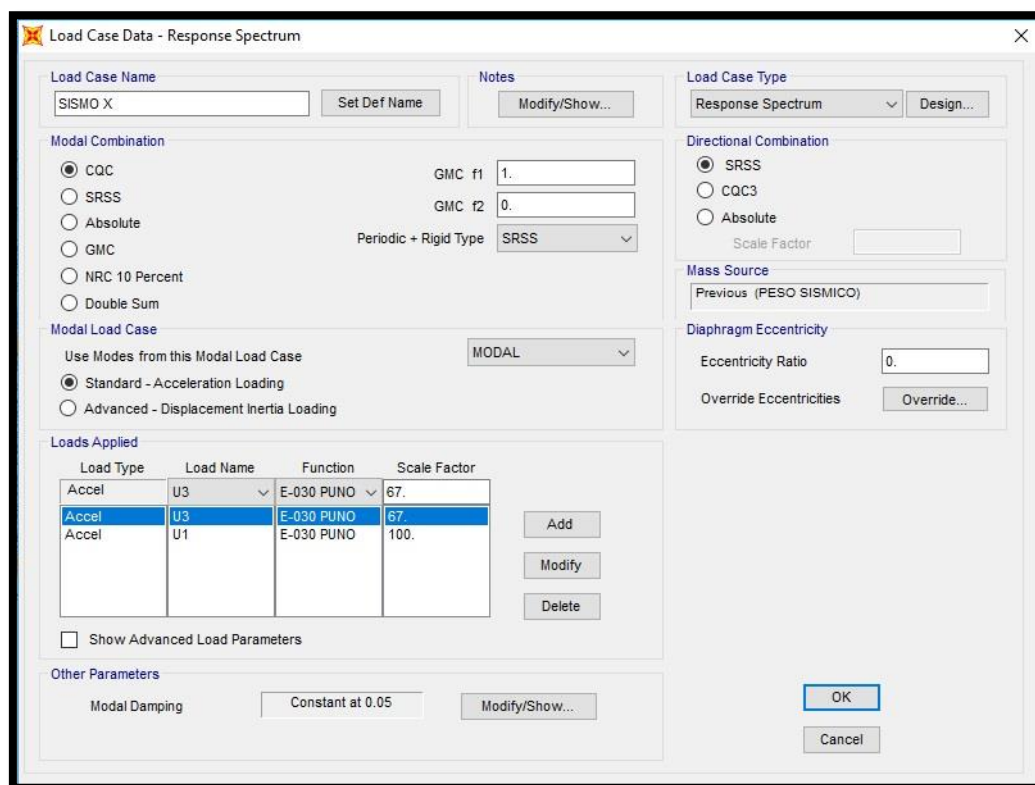 Load Case Data - Response Spectrum
Load Case Name
SISMO X
Set Def Name
Notes
Modify/Show...
Load Case Type
Response Spectrum
Design...
Modal Combination
CQC
SRSS
Absolute
GMC
NRC 10 Percent
Double Sum
GMC f1 1.
GMC f2 0.
Periodic + Rigid Type SRSS
Directional Combination
SRSS
CQC3
Absolute
Scale Factor
Mass Source
Previous (PESO SISMICO)
Modal Load Case
Use Modes from this Modal Load Case MODAL
Standard - Acceleration Loading
Advanced - Displacement Inertia Loading
Diaphragm Eccentricity
Eccentricity Ratio 0.
Override Eccentricities Override...
Loads Applied
Load Type Load Name Function Scale Factor
Accel U3 E-030 PUNO 67.
Accel U3 E-030 PUNO 67.
Accel U1 E-030 PUNO 100.
Add
Modify
Delete
Show Advanced Load Parameters
Other Parameters
Modal Damping Constant at 0.05 Modify/Show...
OK
Cancel